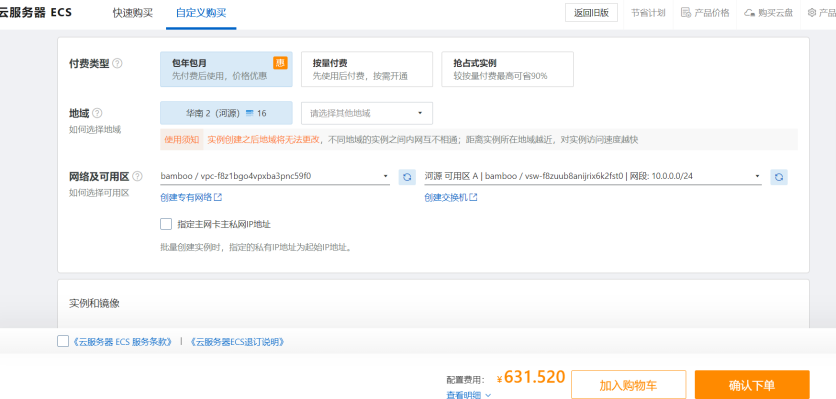 云服务器 ECS 快速购买 自定义购买 返回旧版 节省计划 产品价格 购买云盘 产品
付费类型 包年包月 惠 按量付费 抢占式实例
先付费后使用，价格优惠 先使用后付费，按需开通 较按量付费最高可省90%
地域 华南 2（河源） 16 请选择其他地域
如何选择地域
使用须知 实例创建之后地域将无法更改，不同地域的实例之间内网互不相通；距离实例所在地域越近，对实例访问速度越快
网络及可用区 bamboo / vpc-f8z1bgo4vpxba3pnc59f0 河源 可用区 A | bamboo / vsw-f8zuub8anijrix6k2fst0 | 网段: 10.0.0.0/24
如何选择可用区 创建专有网络 创建交换机
指定主网卡主私网IP地址
批量创建实例时，指定的私有IP地址为起始IP地址。
实例和镜像
《云服务器 ECS 服务条款》 | 《云服务器ECS退订说明》
配置费用： ¥631.520 加入购物车 确认下单
查看明细